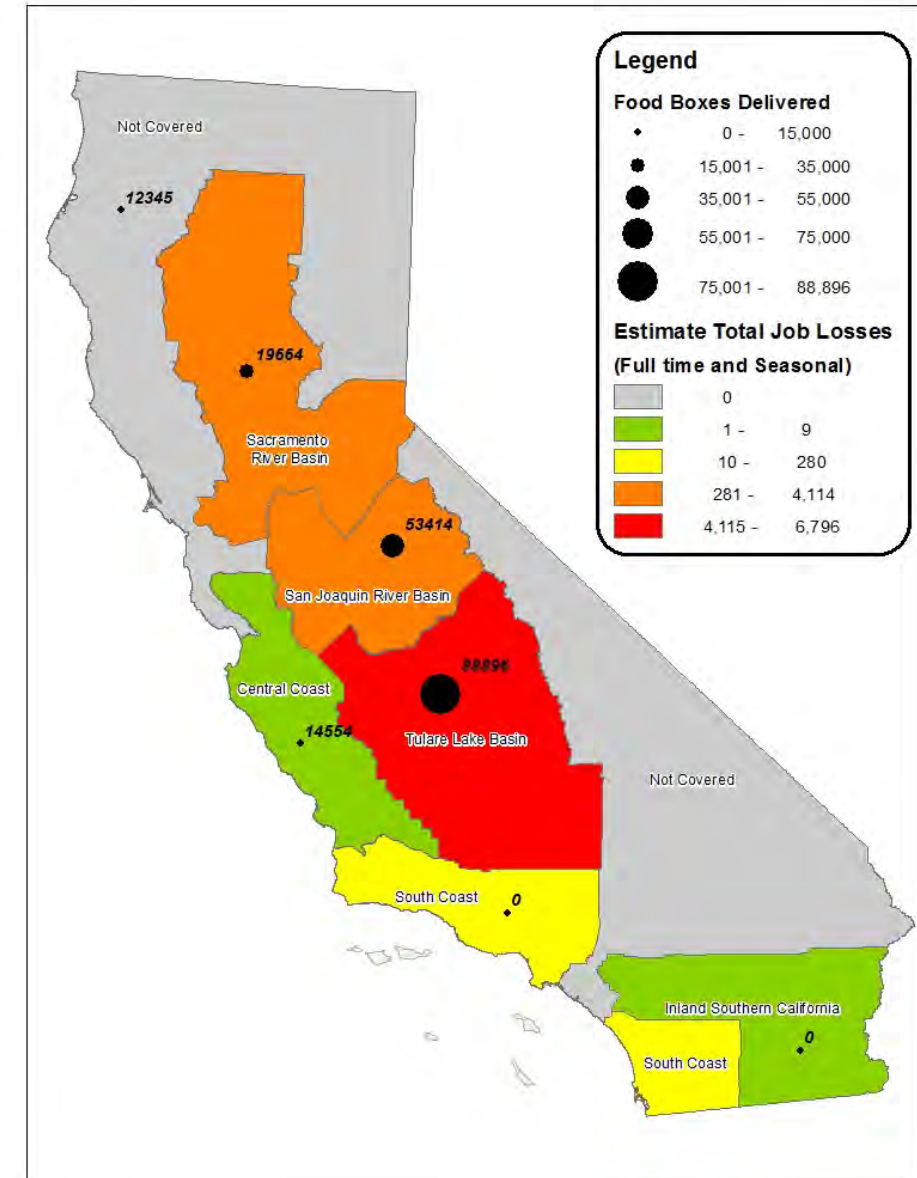 Legend
Food Boxes Delivered
0 - 15,000
15,001 - 35,000
35,001 - 55,000
55,001 - 75,000
75,001 - 88,896
Estimate Total Job Losses
(Full time and Seasonal)
0
1 - 9
10 - 280
281 - 4,114
4,115 - 6,796
Not Covered
12345
19664
Sacramento
River Basin
53414
San Joaquin River Basin
88896
Central Coast
14554
Tulare Lake Basin
Not Covered
South Coast
0
Inland Southern California
0
South Coast